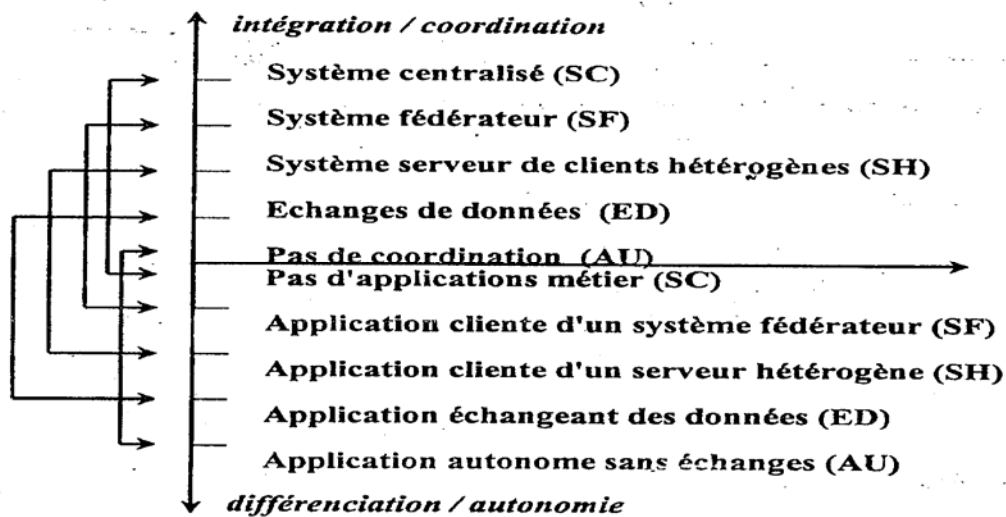 intégration / coordination
Système centralisé (SC)
Système fédérateur (SF)
Système serveur de clients hétérogènes (SH)
Echanges de données (ED)
Pas de coordination (AU)
Pas d'applications métier (SC)
Application cliente d'un système fédérateur (SF)
Application cliente d'un serveur hétérogène (SH)
Application échangeant des données (ED)
Application autonome sans échanges (AU)
différenciation / autonomie